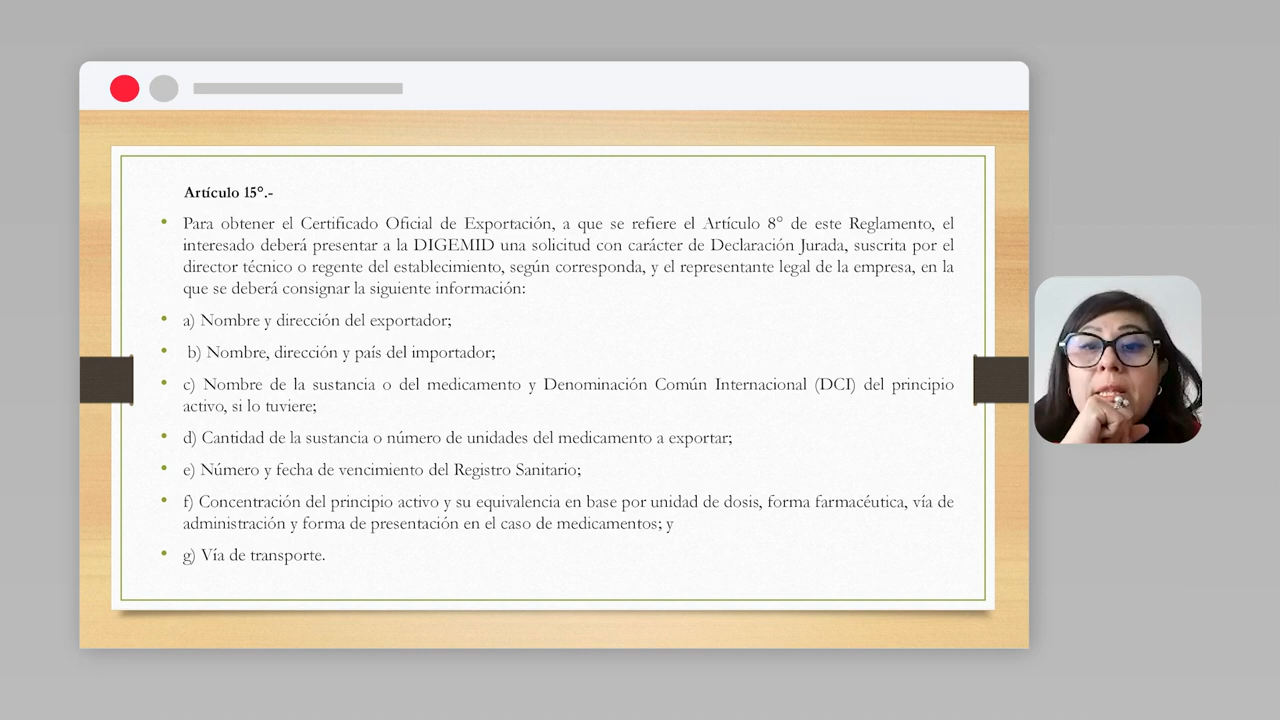 Artículo 15°.-
• Para obtener el Certificado Oficial de Exportación, a que se refiere el Artículo 8° de este Reglamento, el
interesado deberá presentar a la DIGEMID una solicitud con carácter de Declaración Jurada, suscrita por el
director técnico o regente del establecimiento, según corresponda, y el representante legal de la empresa, en la
que se deberá consignar la siguiente información:
• a) Nombre y dirección del exportador;
• b) Nombre, dirección y país del importador;
• c) Nombre de la sustancia o del medicamento y Denominación Común Internacional (DCI) del principio
activo, si lo tuviere;
• d) Cantidad de la sustancia o número de unidades del medicamento a exportar;
• e) Número y fecha de vencimiento del Registro Sanitario;
• f) Concentración del principio activo y su equivalencia en base por unidad de dosis, forma farmacéutica, vía de
administración y forma de presentación en el caso de medicamentos; y
• g) Vía de transporte.